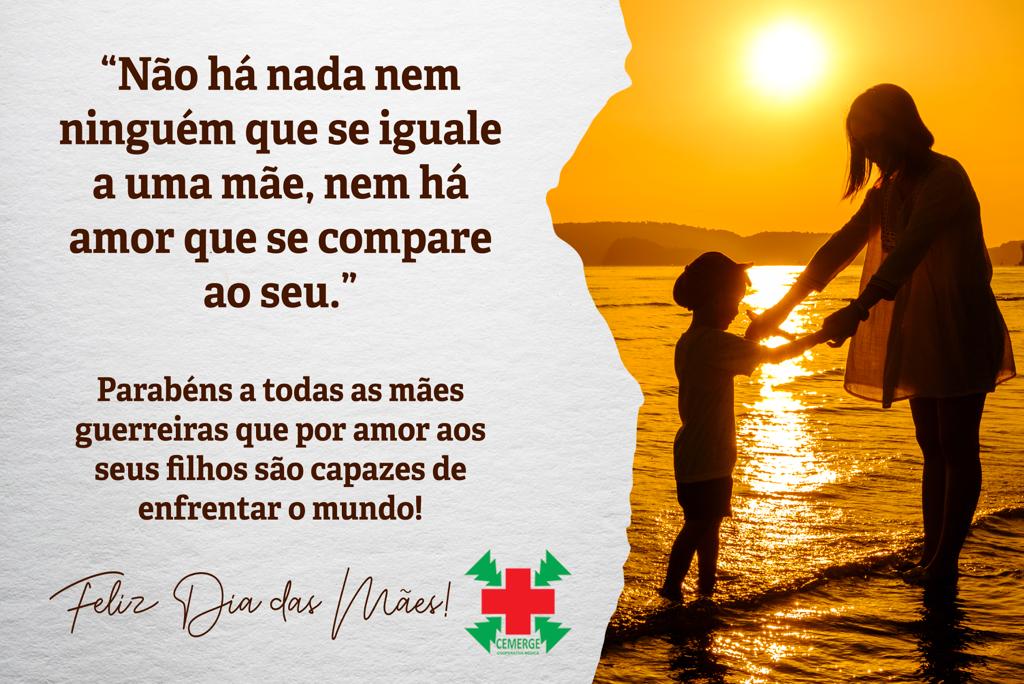 “Não há nada nem
ninguém que se iguale
a uma mãe, nem há
amor que se compare
ao seu.”
Parabéns a todas as mães
guerreiras que por amor aos
seus filhos são capazes de
enfrentar o mundo!
Feliz Dia das Mães!
CEMERGE
COOPERATIVA MÉDICA